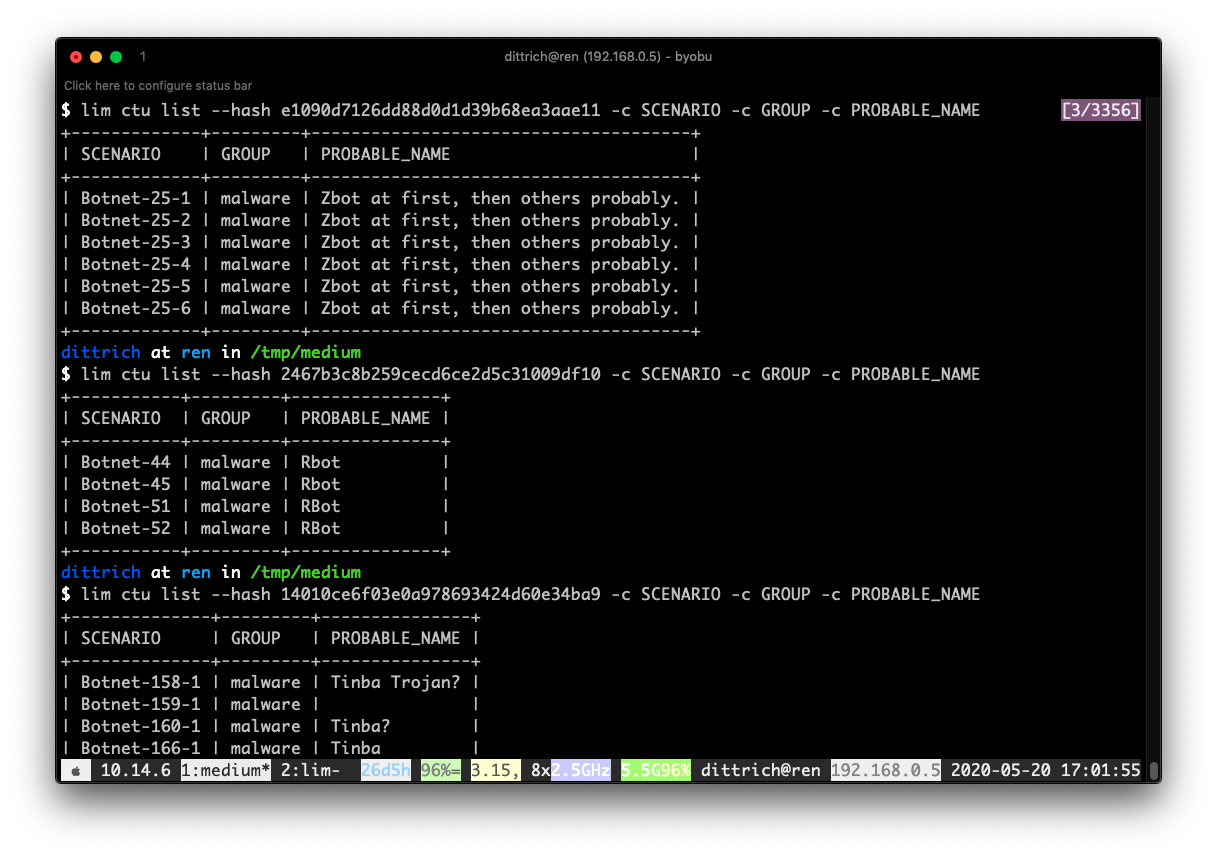 1 dittrich@ren (192.168.0.5) - byobu
Click here to configure status bar
$ lim ctu list --hash e1090d7126dd88d0d1d39b68ea3aae11 -c SCENARIO -c GROUP -c PROBABLE_NAME [3/3356]
+-------------+---------+--------------------------------------+
| SCENARIO    | GROUP   | PROBABLE_NAME                        |
+-------------+---------+--------------------------------------+
| Botnet-25-1 | malware | Zbot at first, then others probably. |
| Botnet-25-2 | malware | Zbot at first, then others probably. |
| Botnet-25-3 | malware | Zbot at first, then others probably. |
| Botnet-25-4 | malware | Zbot at first, then others probably. |
| Botnet-25-5 | malware | Zbot at first, then others probably. |
| Botnet-25-6 | malware | Zbot at first, then others probably. |
+-------------+---------+--------------------------------------+
dittrich at ren in /tmp/medium
$ lim ctu list --hash 2467b3c8b259cecd6ce2d5c31009df10 -c SCENARIO -c GROUP -c PROBABLE_NAME
+-----------+---------+---------------+
| SCENARIO  | GROUP   | PROBABLE_NAME |
+-----------+---------+---------------+
| Botnet-44 | malware | Rbot          |
| Botnet-45 | malware | Rbot          |
| Botnet-51 | malware | RBot          |
| Botnet-52 | malware | RBot          |
+-----------+---------+---------------+
dittrich at ren in /tmp/medium
$ lim ctu list --hash 14010ce6f03e0a978693424d60e34ba9 -c SCENARIO -c GROUP -c PROBABLE_NAME
+--------------+---------+---------------+
| SCENARIO     | GROUP   | PROBABLE_NAME |
+--------------+---------+---------------+
| Botnet-158-1 | malware | Tinba Trojan? |
| Botnet-159-1 | malware |               |
| Botnet-160-1 | malware | Tinba?        |
| Botnet-166-1 | malware | Tinba         |
10.14.6 1:medium* 2:lim- 26d5h 96%= 3.15, 8x2.5GHz 5.5G96% dittrich@ren 192.168.0.5 2020-05-20 17:01:55